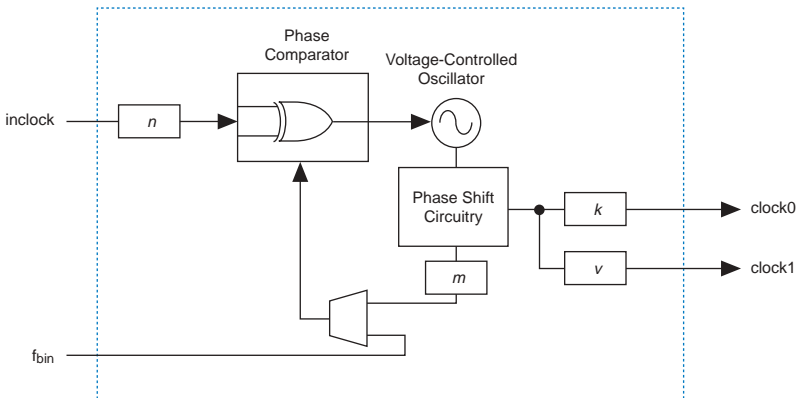 Phase
Comparator
Voltage-Controlled
Oscillator
inclock
n
Phase Shift
Circuitry
k
clock0
v
clock1
m
fbin